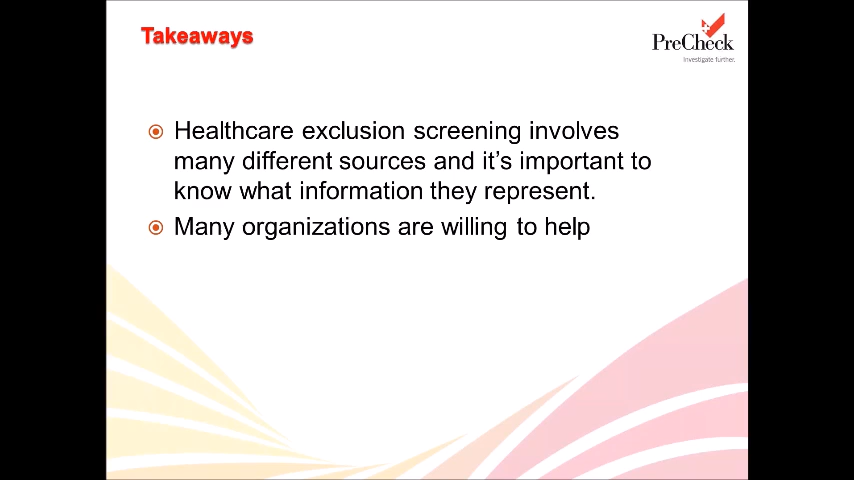 Takeaways
PreCheck
Investigate further.
Healthcare exclusion screening involves
many different sources and it’s important to
know what information they represent.
Many organizations are willing to help